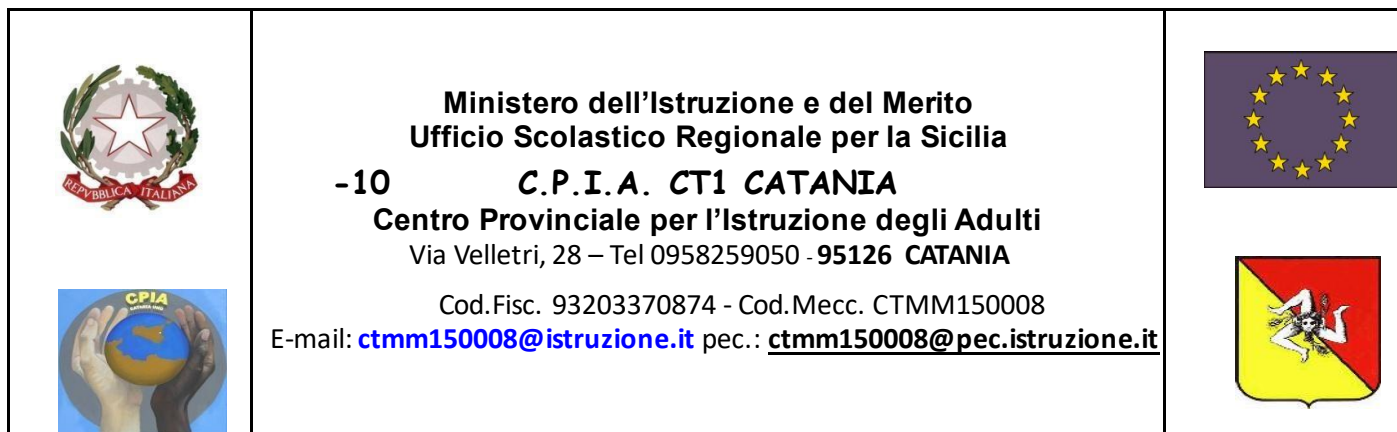 Ministero dell’Istruzione e del Merito
Ufficio Scolastico Regionale per la Sicilia
-10 C.P.I.A. CT1 CATANIA
Centro Provinciale per l’Istruzione degli Adulti
Via Velletri, 28 – Tel 0958259050 - 95126 CATANIA
Cod.Fisc. 93203370874 - Cod.Mecc. CTMM150008
E-mail: ctmm150008@istruzione.it pec.: ctmm150008@pec.istruzione.it
REPVBBLICA ITALIANA
CPIA